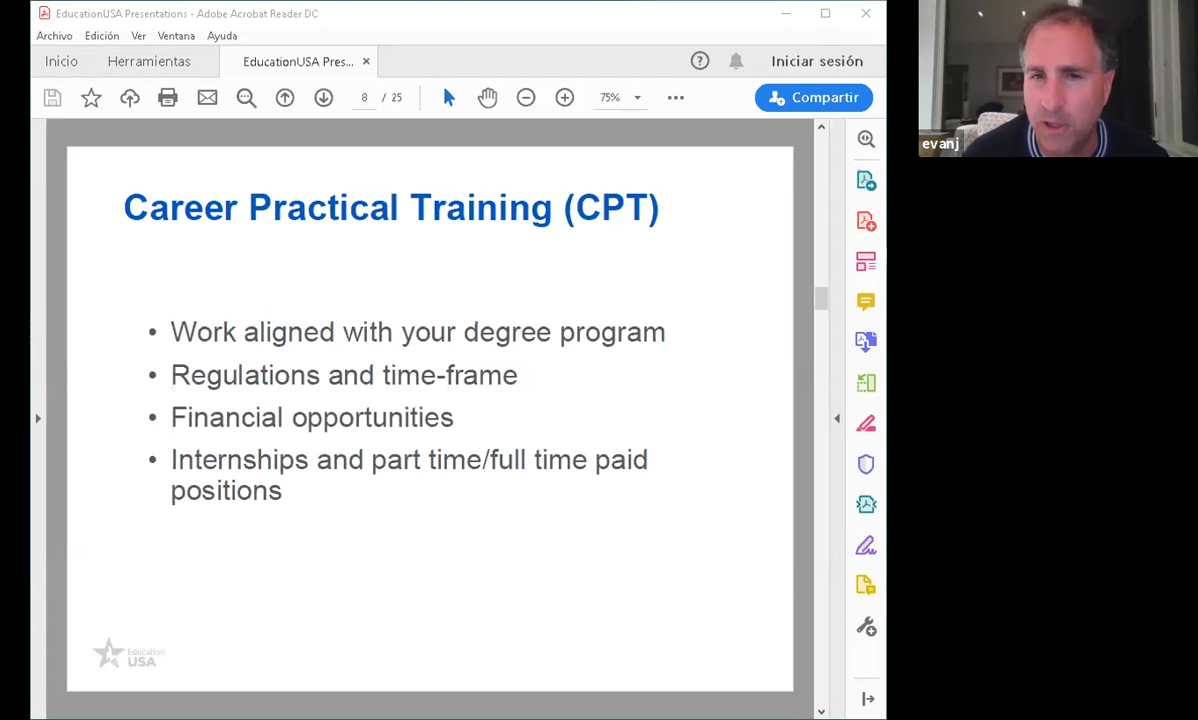 EducationUSA Presentations - Adobe Acrobat Reader DC
Archivo Edición Ver Ventana Ayuda
Inicio Herramientas EducationUSA Pres... Iniciar sesión
8 / 25 75% Compartir
evanj
Career Practical Training (CPT)
• Work aligned with your degree program
• Regulations and time-frame
• Financial opportunities
• Internships and part time/full time paid
positions
Education
USA